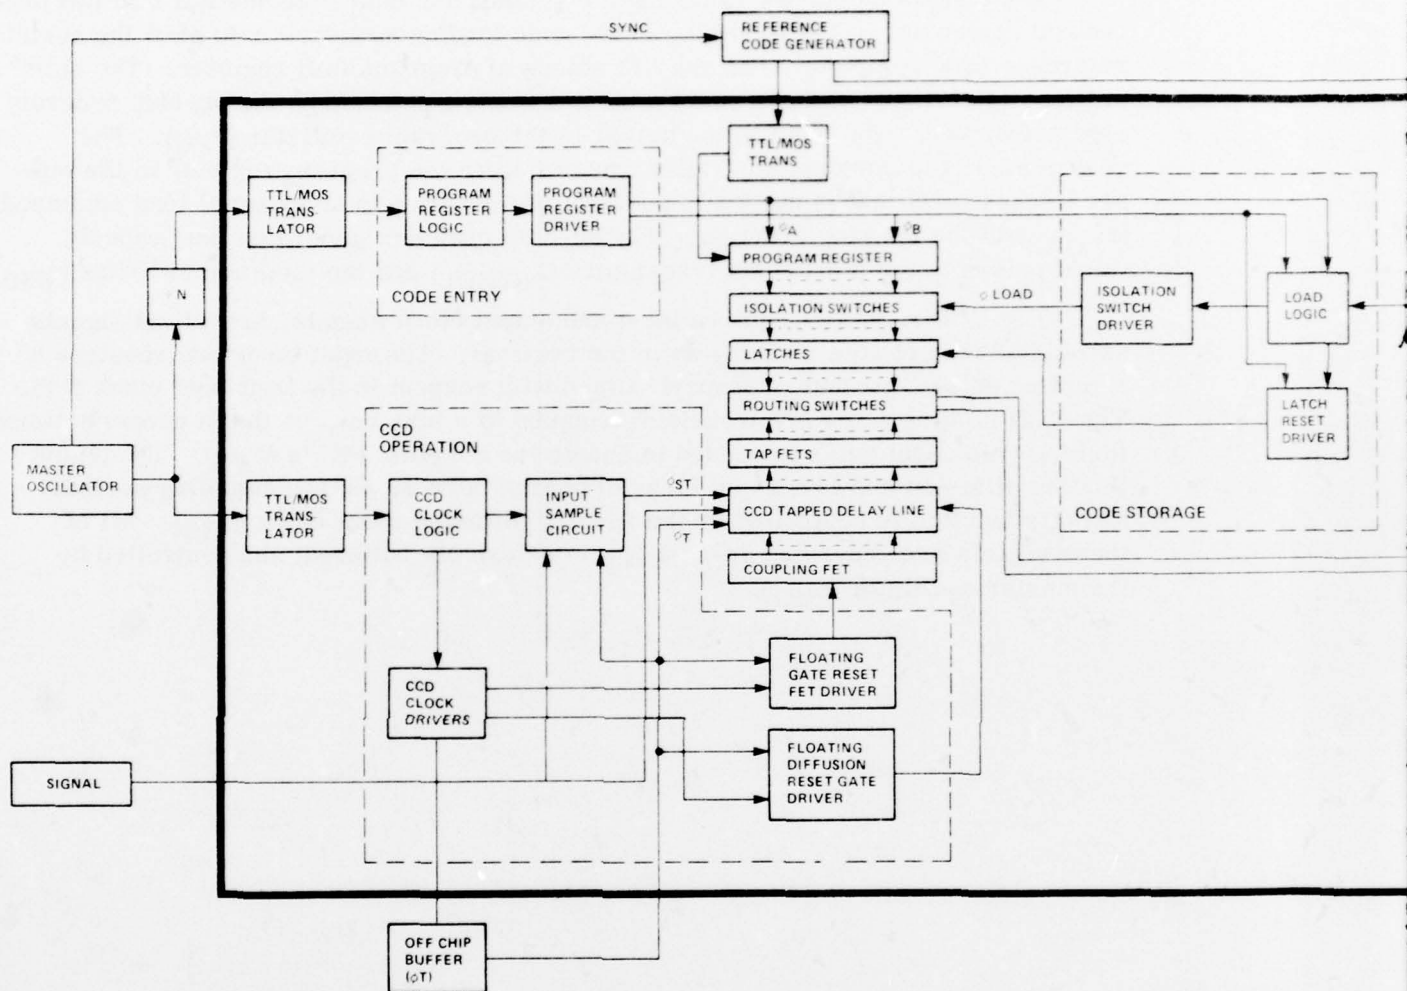 SYNC
REFERENCE
CODE GENERATOR
TTL/MOS
TRANS
TTL/MOS
TRANS
LATOR
PROGRAM
REGISTER
LOGIC
PROGRAM
REGISTER
DRIVER
CODE ENTRY
N
φA
φB
PROGRAM REGISTER
ISOLATION SWITCHES
φ LOAD
LATCHES
ROUTING SWITCHES
TAP FETS
CCD TAPPED DELAY LINE
COUPLING FET
ISOLATION
SWITCH
DRIVER
LOAD
LOGIC
LATCH
RESET
DRIVER
CODE STORAGE
MASTER
OSCILLATOR
CCD
OPERATION
TTL/MOS
TRANS
LATOR
CCD
CLOCK
LOGIC
INPUT
SAMPLE
CIRCUIT
φST
φT
CCD
CLOCK
DRIVERS
FLOATING
GATE RESET
FET DRIVER
FLOATING
DIFFUSION
RESET GATE
DRIVER
SIGNAL
OFF CHIP
BUFFER
(φT)